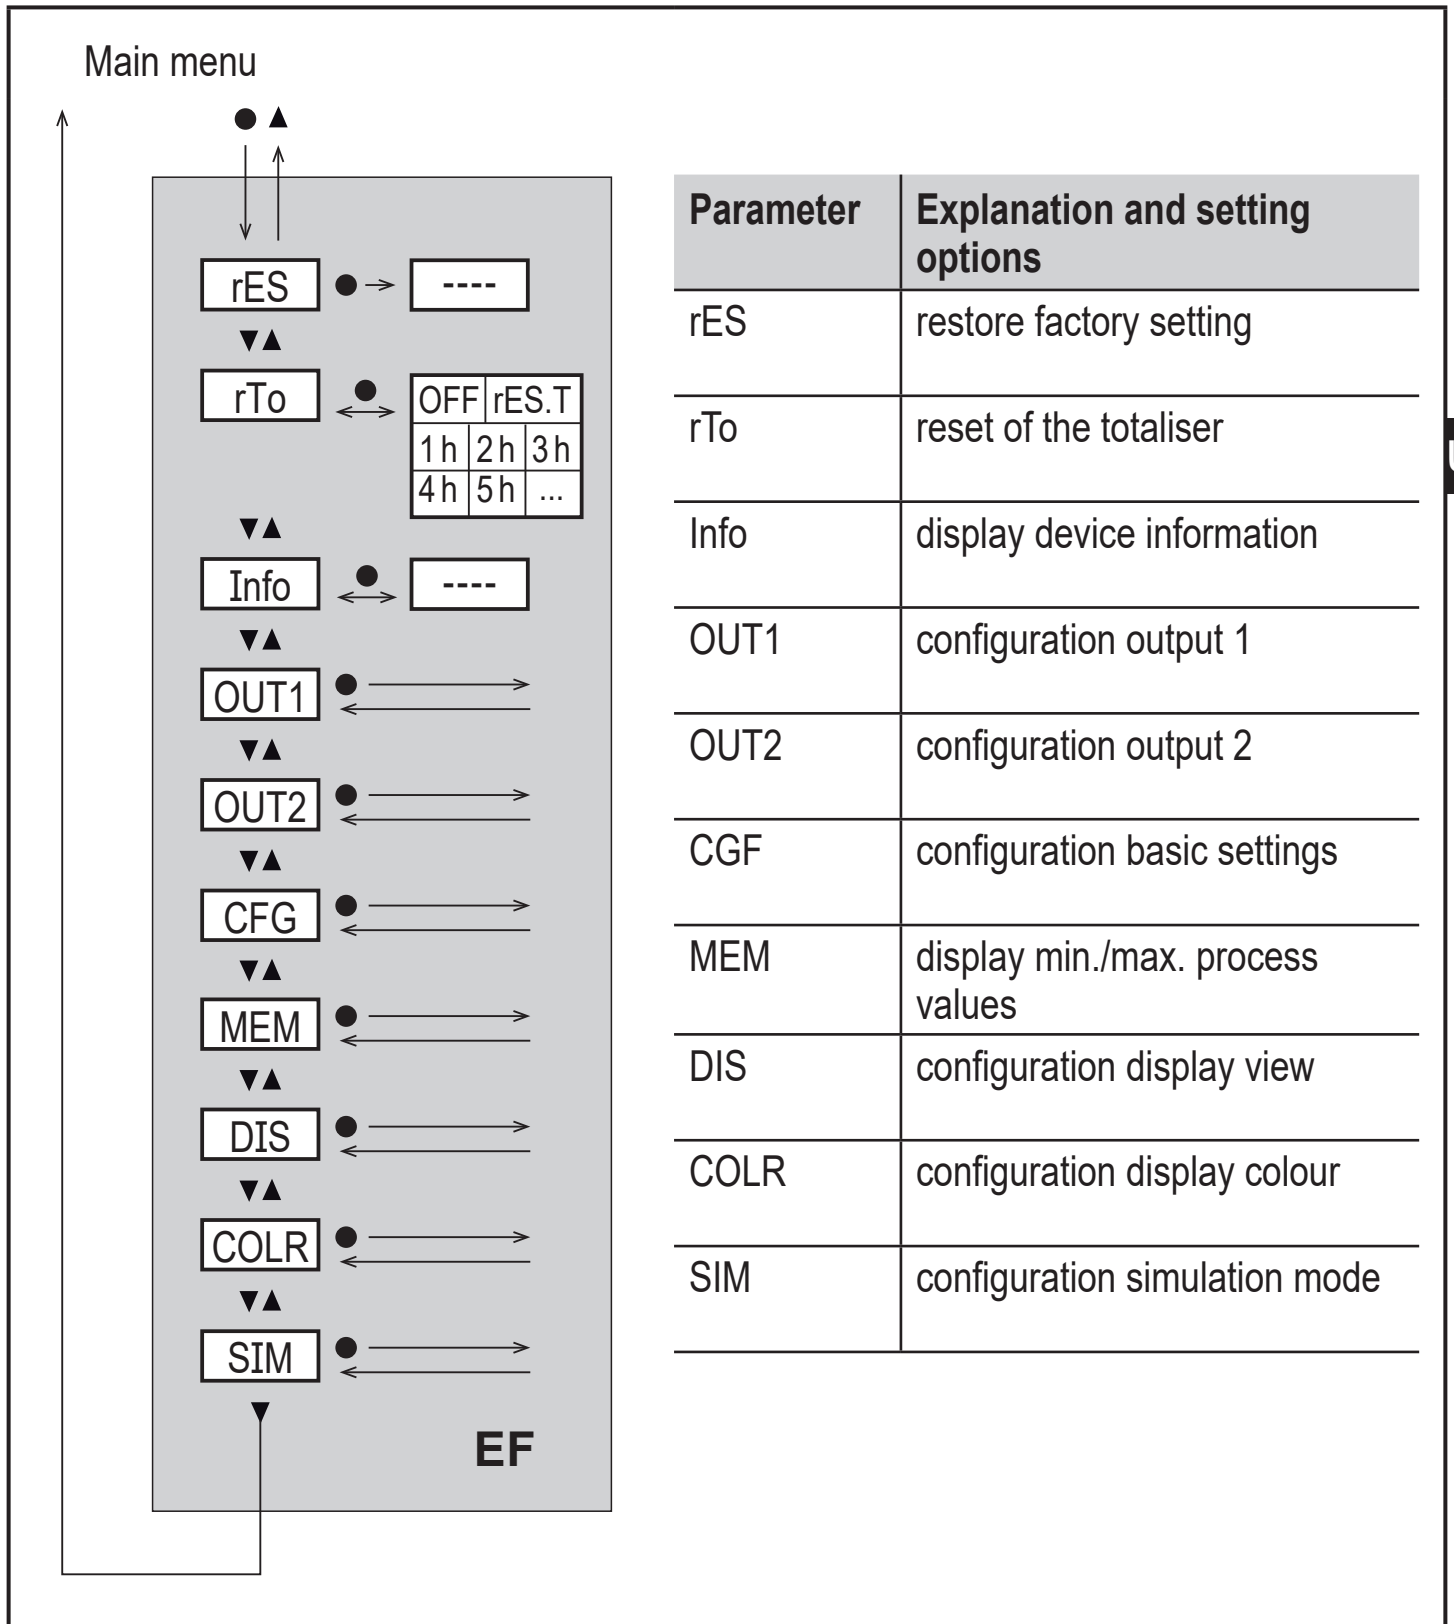 Main menu
rES
----
rTo
OFF rES.T
1 h 2 h 3 h
4 h 5 h ...
Info
----
OUT1
OUT2
CFG
MEM
DIS
COLR
SIM
EF
Parameter Explanation and setting
options
rES restore factory setting
rTo reset of the totaliser
Info display device information
OUT1 configuration output 1
OUT2 configuration output 2
CGF configuration basic settings
MEM display min./max. process
values
DIS configuration display view
COLR configuration display colour
SIM configuration simulation mode